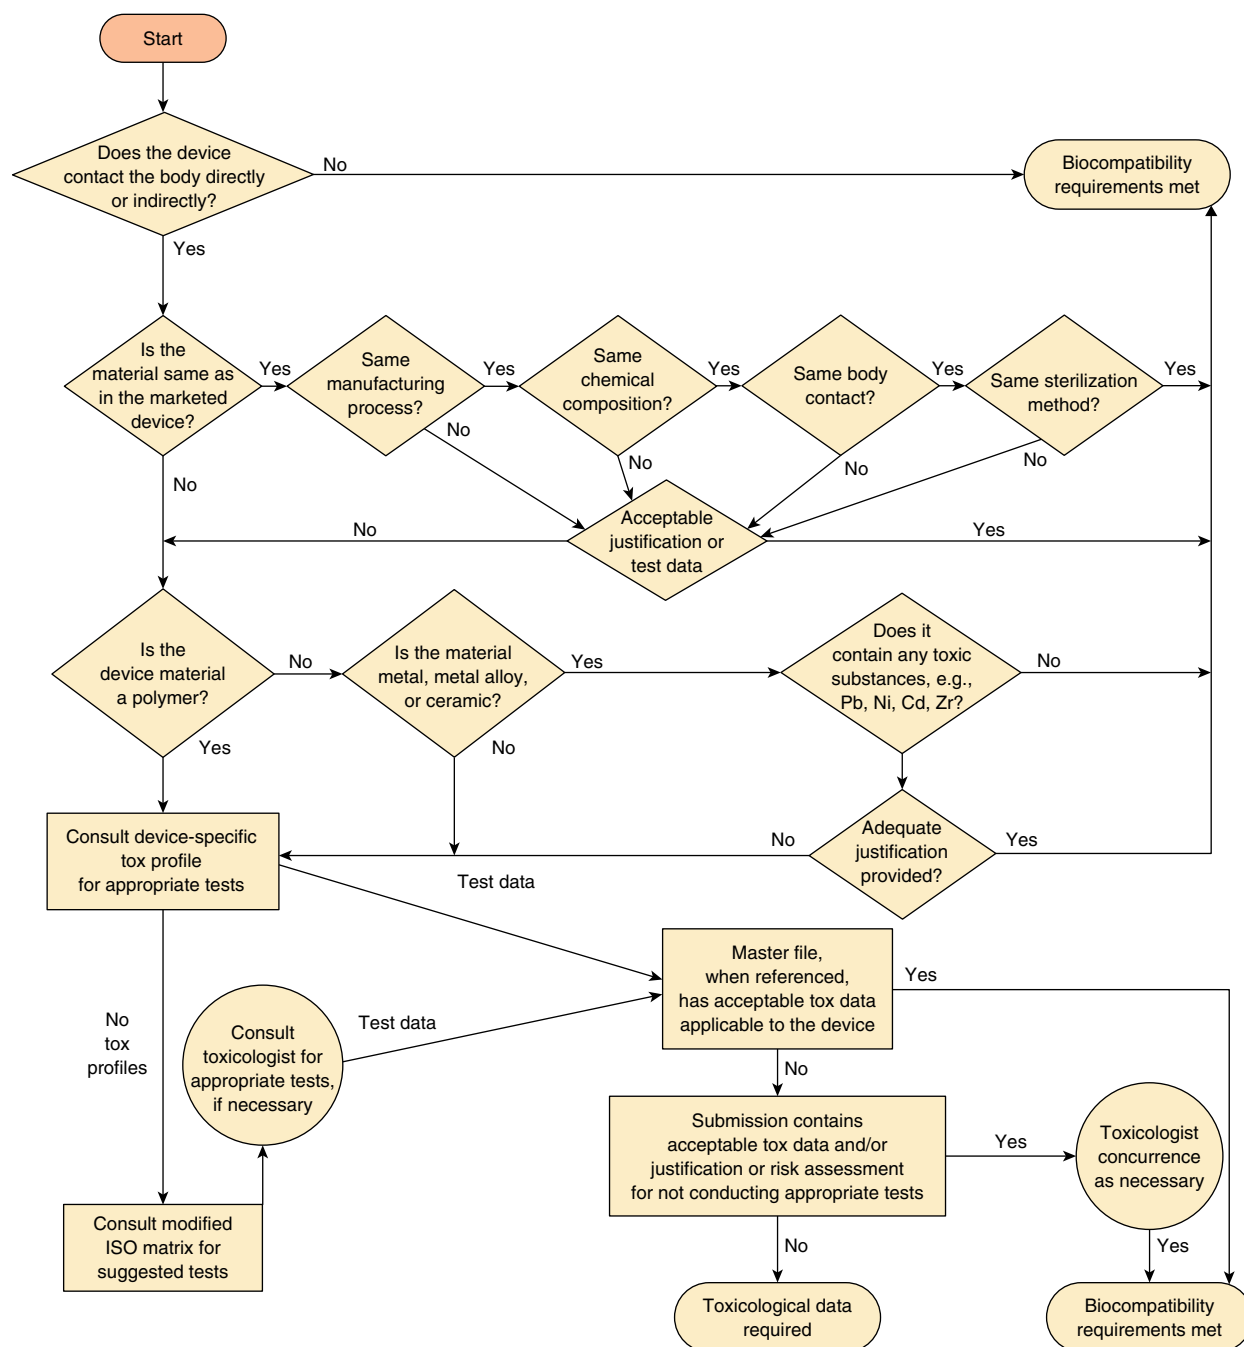 Start
Does the device
contact the body directly
or indirectly?
No
Biocompatibility
requirements met
Yes
Is the
material same as
in the marketed
device?
Yes
Same
manufacturing
process?
Yes
Same
chemical
composition?
Yes
Same body
contact?
Yes
Same sterilization
method?
Yes
No
No
No
No
No
Acceptable
justification or
test data
No
Yes
Is the
device material
a polymer?
No
Is the material
metal, metal alloy,
or ceramic?
Yes
Does it
contain any toxic
substances, e.g.,
Pb, Ni, Cd, Zr?
No
Yes
No
Consult device-specific
tox profile
for appropriate tests
No
Adequate
justification
provided?
Yes
Test data
Master file,
when referenced,
has acceptable tox data
applicable to the device
Yes
No
tox
profiles
Consult
toxicologist for
appropriate tests,
if necessary
Test data
No
Submission contains
acceptable tox data and/or
justification or risk assessment
for not conducting appropriate tests
Yes
Toxicologist
concurrence
as necessary
Consult modified
ISO matrix for
suggested tests
No
Yes
Toxicological data
required
Biocompatibility
requirements met